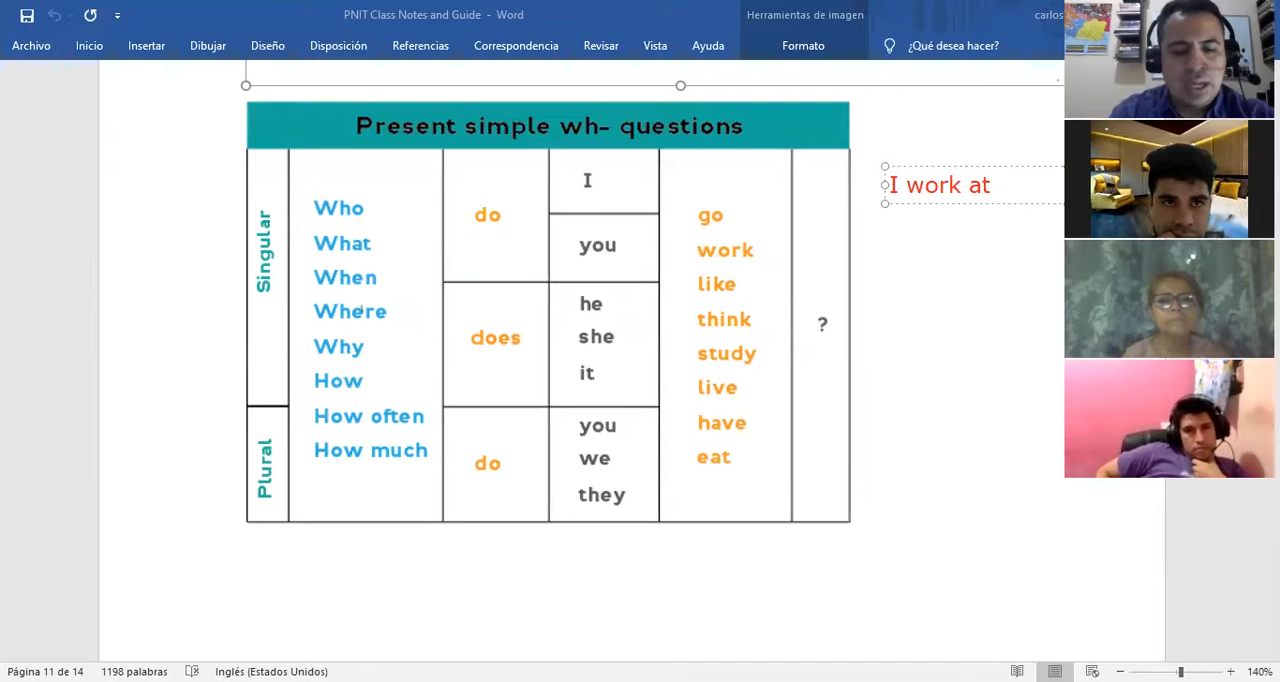 PNIT Class Notes and Guide - Word
Herramientas de imagen
carlos
Archivo Inicio Insertar Dibujar Diseño Disposición Referencias Correspondencia Revisar Vista Ayuda Formato ¿Qué desea hacer?
Present simple wh- questions
Singular
Plural
Who
What
When
Where
Why
How
How often
How much
do
does
do
I
you
he
she
it
you
we
they
go
work
like
think
study
live
have
eat
?
I work at
Página 11 de 14 1198 palabras Inglés (Estados Unidos) 140%